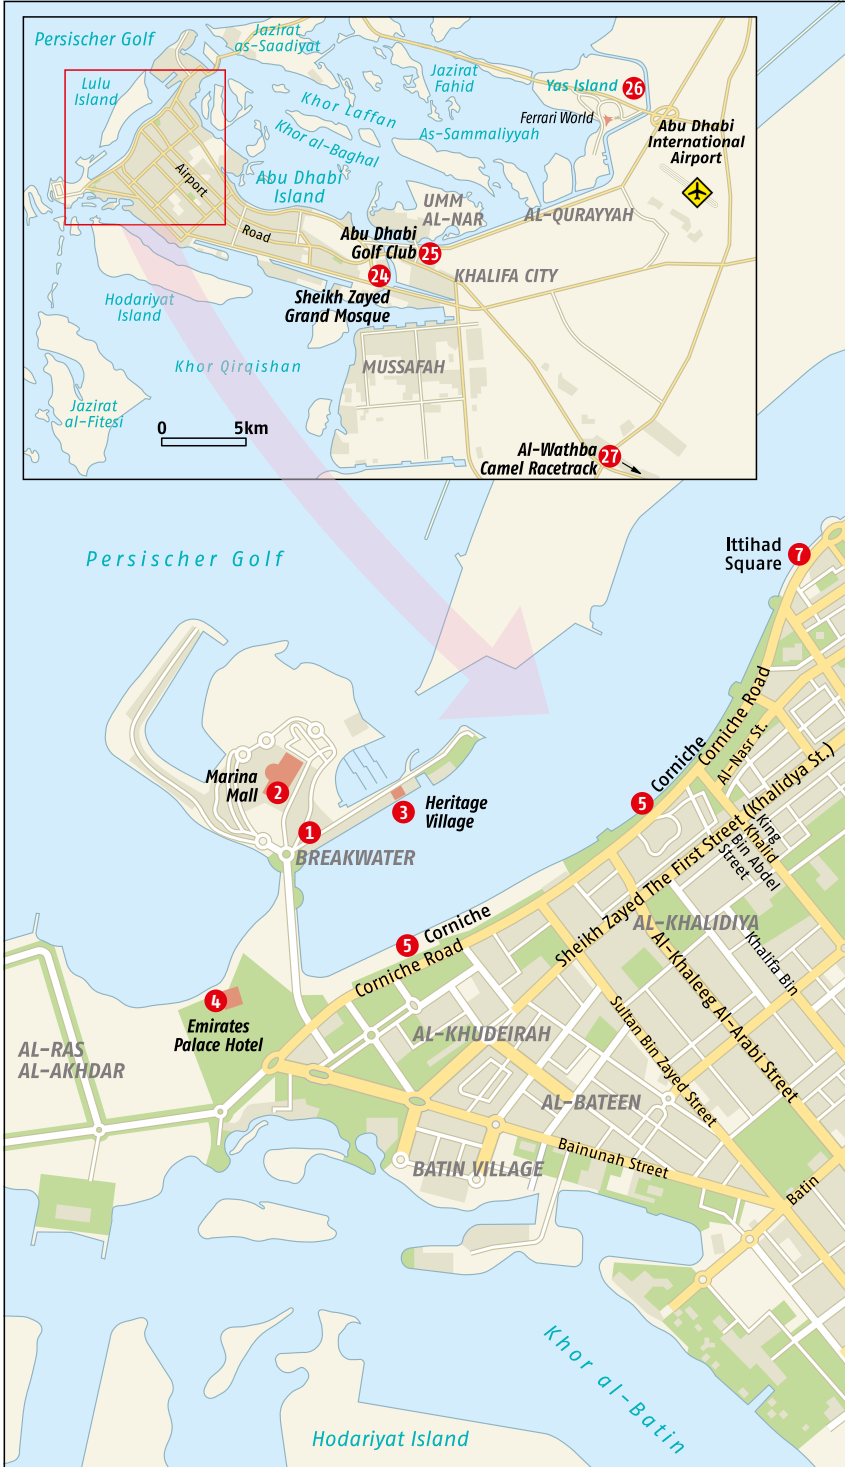 Persischer Golf
Jazirat
as-Saadiyat
Lulu
Island
Jazirat
Fahid
Yas Island
26
Khor Laffan
Ferrari World
As-Sammaliyyah
Khor al-Baghal
Abu Dhabi
International
Airport
Airport
Abu Dhabi
Island
UMM
AL-NAR
AL-QURAYYAH
Road
Abu Dhabi
Golf Club
25
24
KHALIFA CITY
Sheikh Zayed
Grand Mosque
Hodariyat
Island
Khor Qirqishan
MUSSAFAH
Jazirat
al-Fitesi
0 5km
Al-Wathba
Camel Racetrack
27
Persischer Golf
Ittihad
Square
7
Corniche Road
Al-Nasr St.
Corniche
5
Marina
Mall
2
Heritage
Village
3
1
BREAKWATER
Sheikh Zayed The First Street (Khalidya St.)
King
Khalid
Bin Abdel
Street
AL-KHALIDIYA
Corniche
5
Corniche Road
Khalifa Bin
Al-Khaleeg Al-Arabi Street
4
Emirates
Palace Hotel
AL-KHUDEIRAH
Sultan Bin Zayed Street
AL-RAS
AL-AKHDAR
AL-BATEEN
Bainunah Street
BATIN VILLAGE
Batin
Khor al-Batin
Hodariyat Island